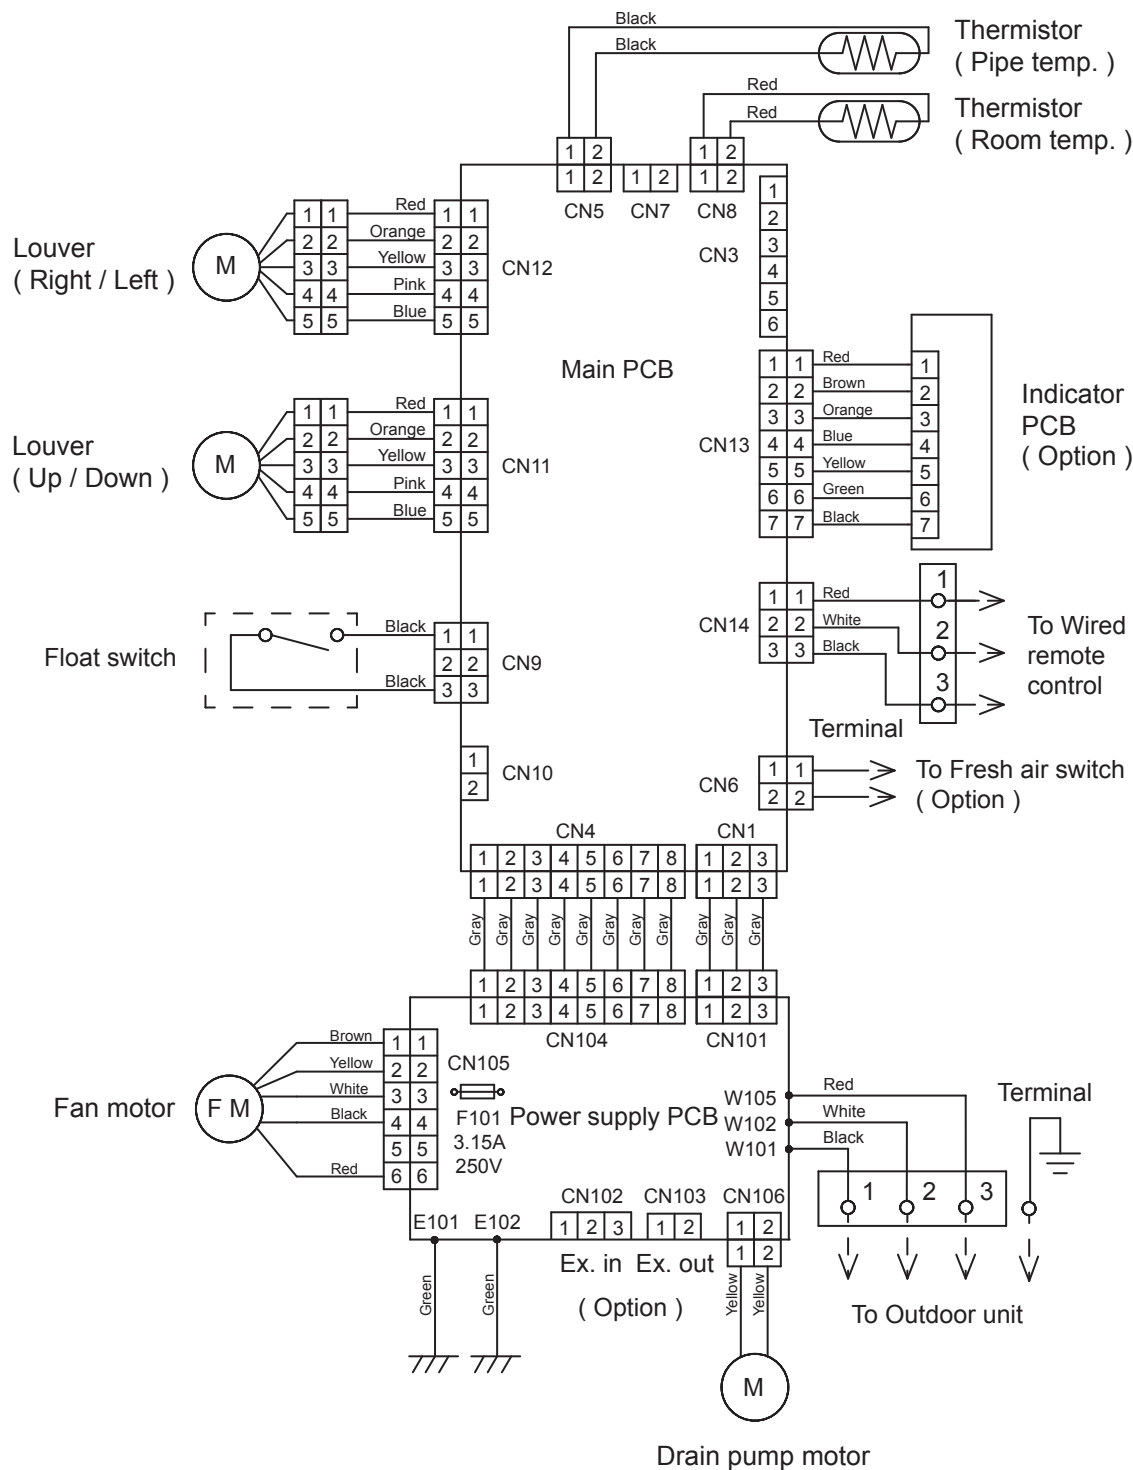 Black
Thermistor
( Pipe temp. )
Black
Red
Thermistor
( Room temp. )
Red
1 2
1 2
1 2
1 2
1 2
CN5 CN7 CN8
1
2
3
4
5
6
CN3
Louver
( Right / Left )
M
1 1 Red 1 1
2 2 Orange 2 2
3 3 Yellow 3 3
4 4 Pink 4 4
5 5 Blue 5 5
CN12
Main PCB
Louver
( Up / Down )
M
1 1 Red 1 1
2 2 Orange 2 2
3 3 Yellow 3 3
4 4 Pink 4 4
5 5 Blue 5 5
CN11
CN13
1 1 Red 1
2 2 Brown 2
3 3 Orange 3
4 4 Blue 4
5 5 Yellow 5
6 6 Green 6
7 7 Black 7
Indicator
PCB
( Option )
Float switch
Black 1 1
2 2
Black 3 3
CN9
CN14
1 1 Red 1
2 2 White 2
3 3 Black 3
To Wired
remote
control
Terminal
1
2
CN10
CN6
1 1
2 2
To Fresh air switch
( Option )
CN4 CN1
1 2 3 4 5 6 7 8 1 2 3
1 2 3 4 5 6 7 8 1 2 3
Gray Gray Gray Gray Gray Gray Gray Gray Gray Gray Gray
1 2 3 4 5 6 7 8 1 2 3
1 2 3 4 5 6 7 8 1 2 3
CN104 CN101
Fan motor
F M
Brown 1 1
Yellow 2 2
White 3 3
Black 4 4
5 5
Red 6 6
CN105
F101
3.15A
250V
Power supply PCB
W105 Red
W102 White
W101 Black
Terminal
1 2 3
To Outdoor unit
E101 E102
Green Green
CN102 CN103 CN106
1 2 3 1 2 1 2
1 2
Ex. in Ex. out
( Option )
Yellow Yellow
M
Drain pump motor